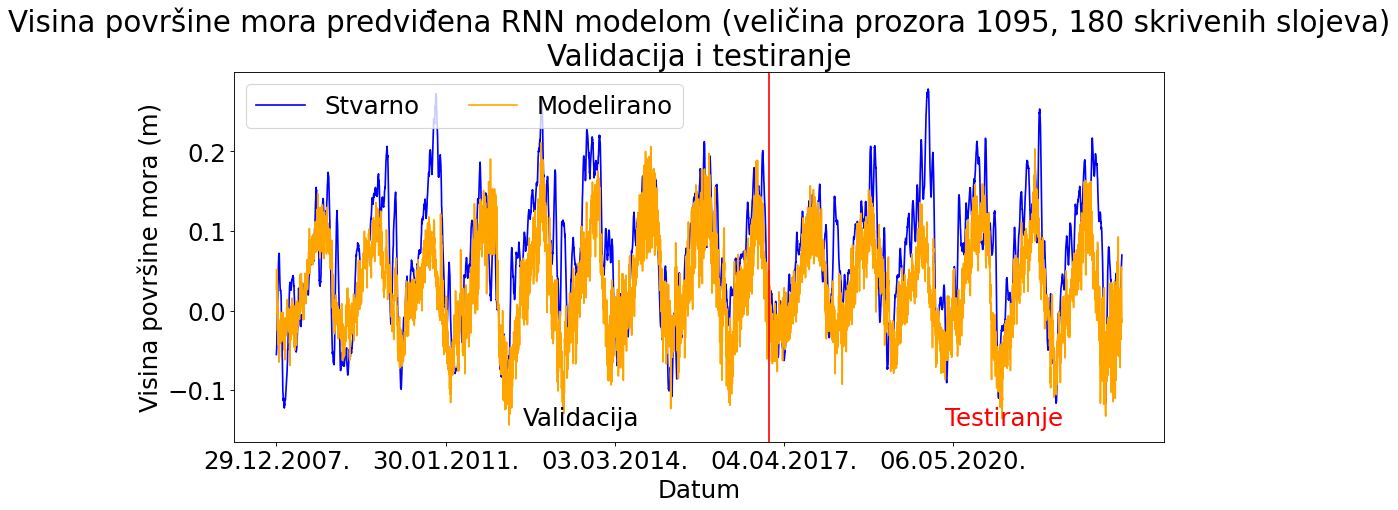 Visina površine mora predviđena RNN modelom (veličina prozora 1095, 180 skrivenih slojeva)
Validacija i testiranje
Stvarno
Modelirano
Visina površine mora (m)
0.2
0.1
0.0
−0.1
Validacija
Testiranje
29.12.2007.
30.01.2011.
03.03.2014.
04.04.2017.
06.05.2020.
Datum